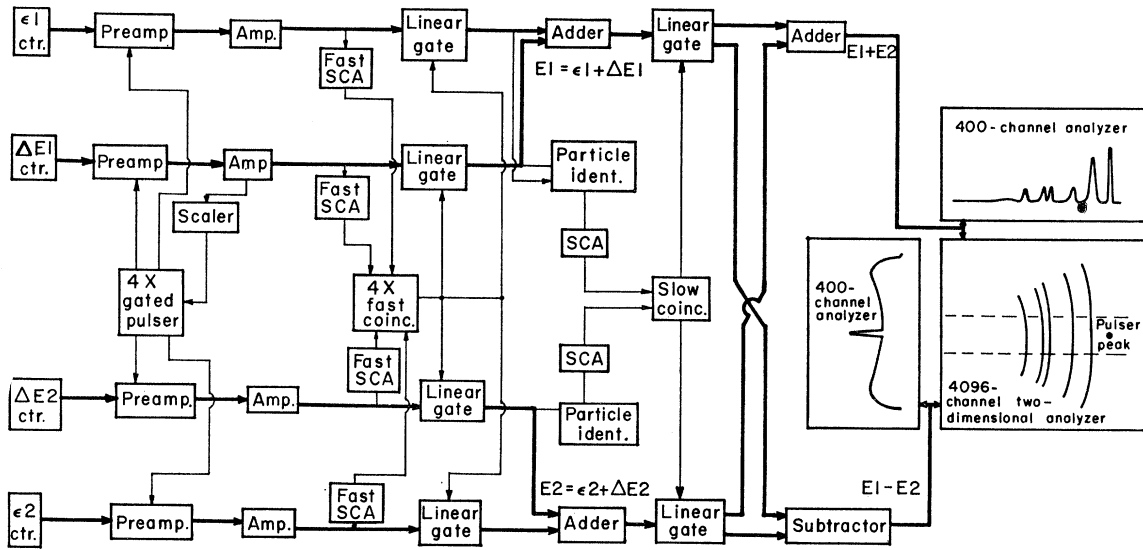 ϵ1
ctr.
Preamp.
Amp.
Linear
gate
Adder
Linear
gate
Adder
Fast
SCA
E1 = ϵ1 + ΔE1
E1+E2
400-channel analyzer
ΔE1
ctr.
Preamp
Amp
Linear
gate
Particle
ident.
Fast
SCA
Scaler
SCA
4 X
gated
pulser
4 X
fast
coinc.
Slow
coinc.
400-
channel
analyzer
Pulser
peak
Fast
SCA
SCA
ΔE2
ctr.
Preamp.
Amp.
Linear
gate
Particle
ident.
4096-
channel two-
dimensional analyzer
Fast
SCA
E2 = ϵ2 + ΔE2
E1-E2
ϵ2
ctr.
Preamp.
Amp.
Linear
gate
Adder
Linear
gate
Subtractor